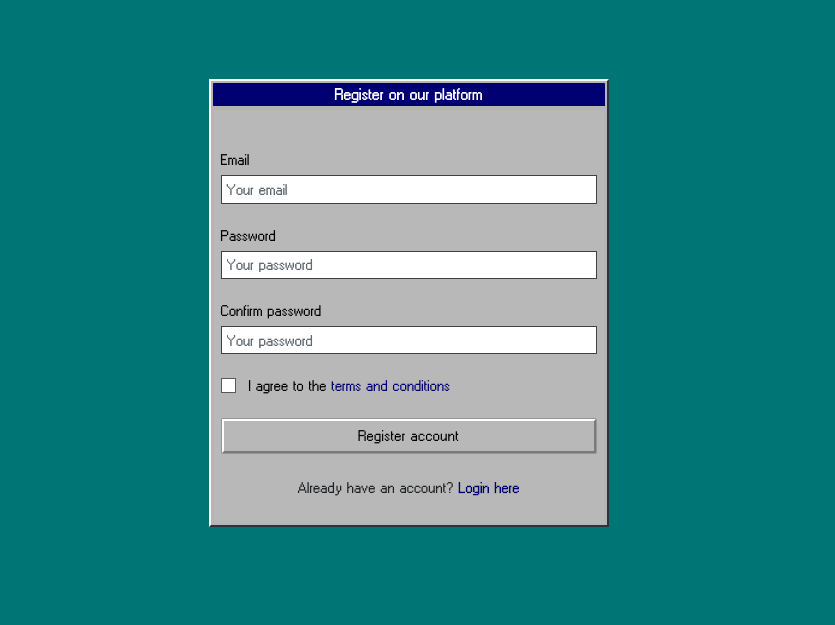 Register on our platform
Email
Your email
Password
Your password
Confirm password
Your password
I agree to the terms and conditions
Register account
Already have an account? Login here